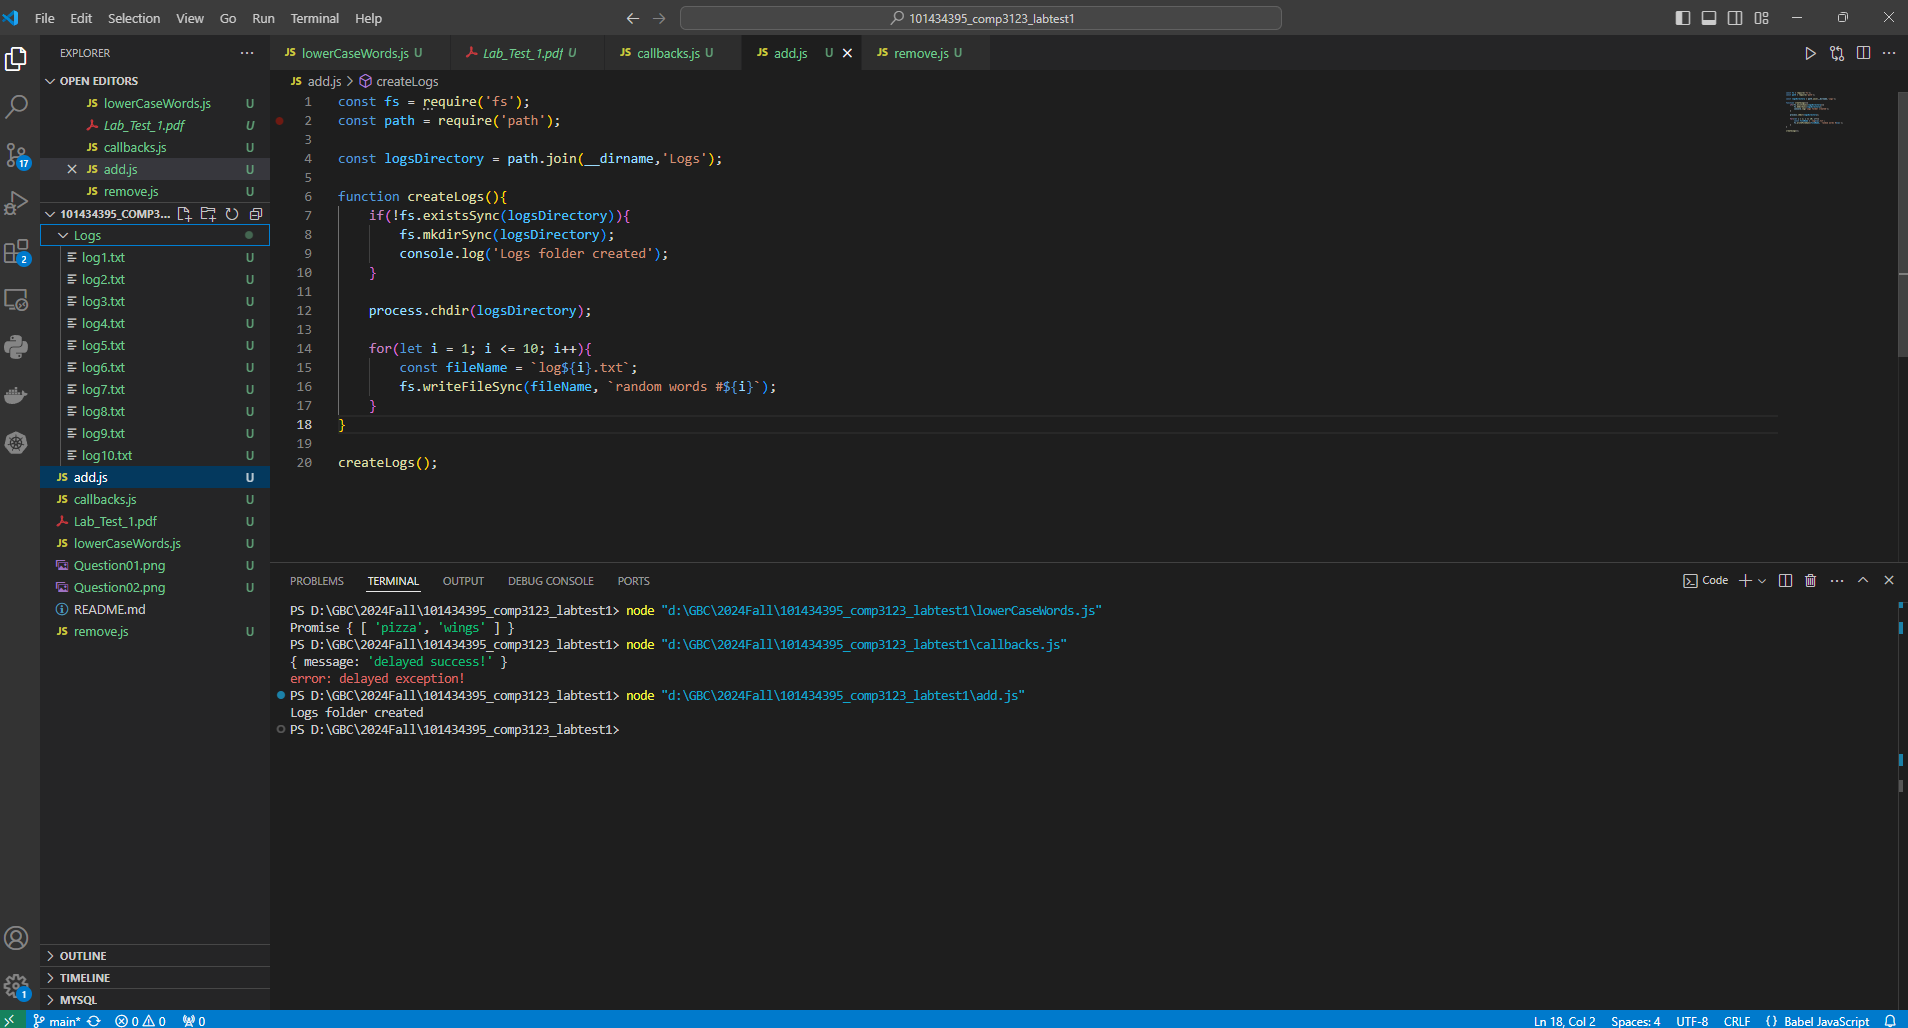 File Edit Selection View Go Run Terminal Help
101434395_comp3123_labtest1
EXPLORER
OPEN EDITORS
JS lowerCaseWords.js U
Lab_Test_1.pdf U
JS callbacks.js U
JS add.js U
JS remove.js U
101434395_COMP3...
Logs
log1.txt U
log2.txt U
log3.txt U
log4.txt U
log5.txt U
log6.txt U
log7.txt U
log8.txt U
log9.txt U
log10.txt U
JS add.js U
JS callbacks.js U
Lab_Test_1.pdf U
JS lowerCaseWords.js U
Question01.png U
Question02.png U
README.md
JS remove.js U
OUTLINE
TIMELINE
MYSQL
17
2
1
JS lowerCaseWords.js U Lab_Test_1.pdf U JS callbacks.js U JS add.js U JS remove.js U
JS add.js > createLogs
1 const fs = require('fs');
2 const path = require('path');
3
4 const logsDirectory = path.join(__dirname,'Logs');
5
6 function createLogs(){
7 if(!fs.existsSync(logsDirectory)){
8 fs.mkdirSync(logsDirectory);
9 console.log('Logs folder created');
10 }
11
12 process.chdir(logsDirectory);
13
14 for(let i = 1; i <= 10; i++){
15 const fileName = `log${i}.txt`;
16 fs.writeFileSync(fileName, `random words #${i}`);
17 }
18 }
19
20 createLogs();
PROBLEMS TERMINAL OUTPUT DEBUG CONSOLE PORTS
Code
PS D:\GBC\2024Fall\101434395_comp3123_labtest1> node "d:\GBC\2024Fall\101434395_comp3123_labtest1\lowerCaseWords.js"
Promise { [ 'pizza', 'wings' ] }
PS D:\GBC\2024Fall\101434395_comp3123_labtest1> node "d:\GBC\2024Fall\101434395_comp3123_labtest1\callbacks.js"
{ message: 'delayed success!' }
error: delayed exception!
PS D:\GBC\2024Fall\101434395_comp3123_labtest1> node "d:\GBC\2024Fall\101434395_comp3123_labtest1\add.js"
Logs folder created
PS D:\GBC\2024Fall\101434395_comp3123_labtest1>
main* 0 0 0
Ln 18, Col 2 Spaces: 4 UTF-8 CRLF {} Babel JavaScript